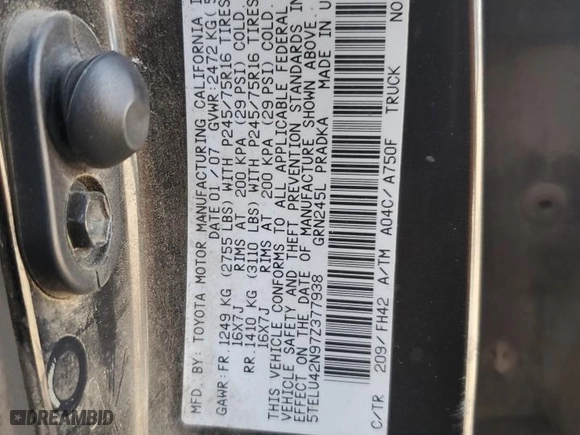 MFD. BY: TOYOTA MOTOR MANUFACTURING CALIFORNIA I
DATE 01/07 GVWR: 2472 KG
GAWR: FR. 1249 KG (2755 LBS) WITH P245/75R16 TIRES
16X7J RIMS AT 200 KPA (29 PSI) COLD.
RR. 1410 KG (3110 LBS) WITH P245/75R16 TIRES
16X7J RIMS AT 200 KPA (29 PSI) COLD.
THIS VEHICLE CONFORMS TO ALL APPLICABLE FEDERAL
VEHICLE SAFETY AND THEFT PREVENTION STANDARDS IN
EFFECT ON THE DATE OF MANUFACTURE SHOWN ABOVE.
5TELU42N97Z377938 GRN245L PRADKA MADE IN U
C/TR 209/FH42 A/TM A04C/A750F TRUCK NO
DREAMBID